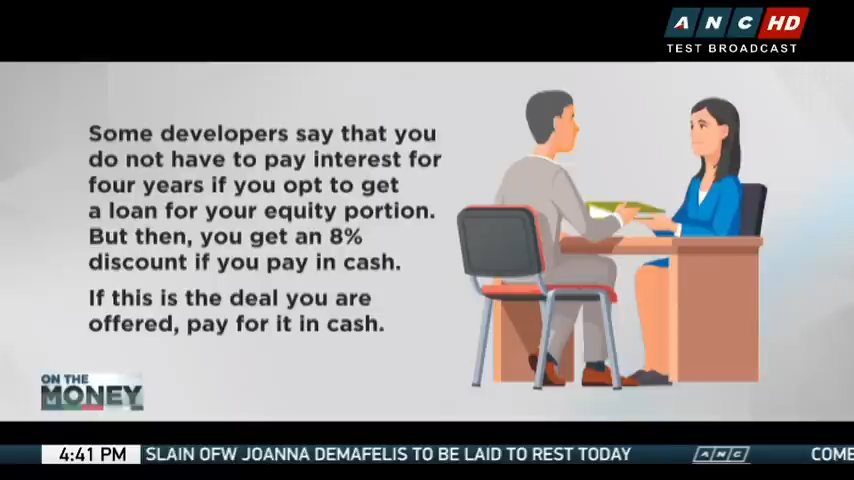 ANC HD
TEST BROADCAST
Some developers say that you
do not have to pay interest for
four years if you opt to get
a loan for your equity portion.
But then, you get an 8%
discount if you pay in cash.
If this is the deal you are
offered, pay for it in cash.
ON THE
MONEY
4:41 PM SLAIN OFW JOANNA DEMAFELIS TO BE LAID TO REST TODAY ANC COME